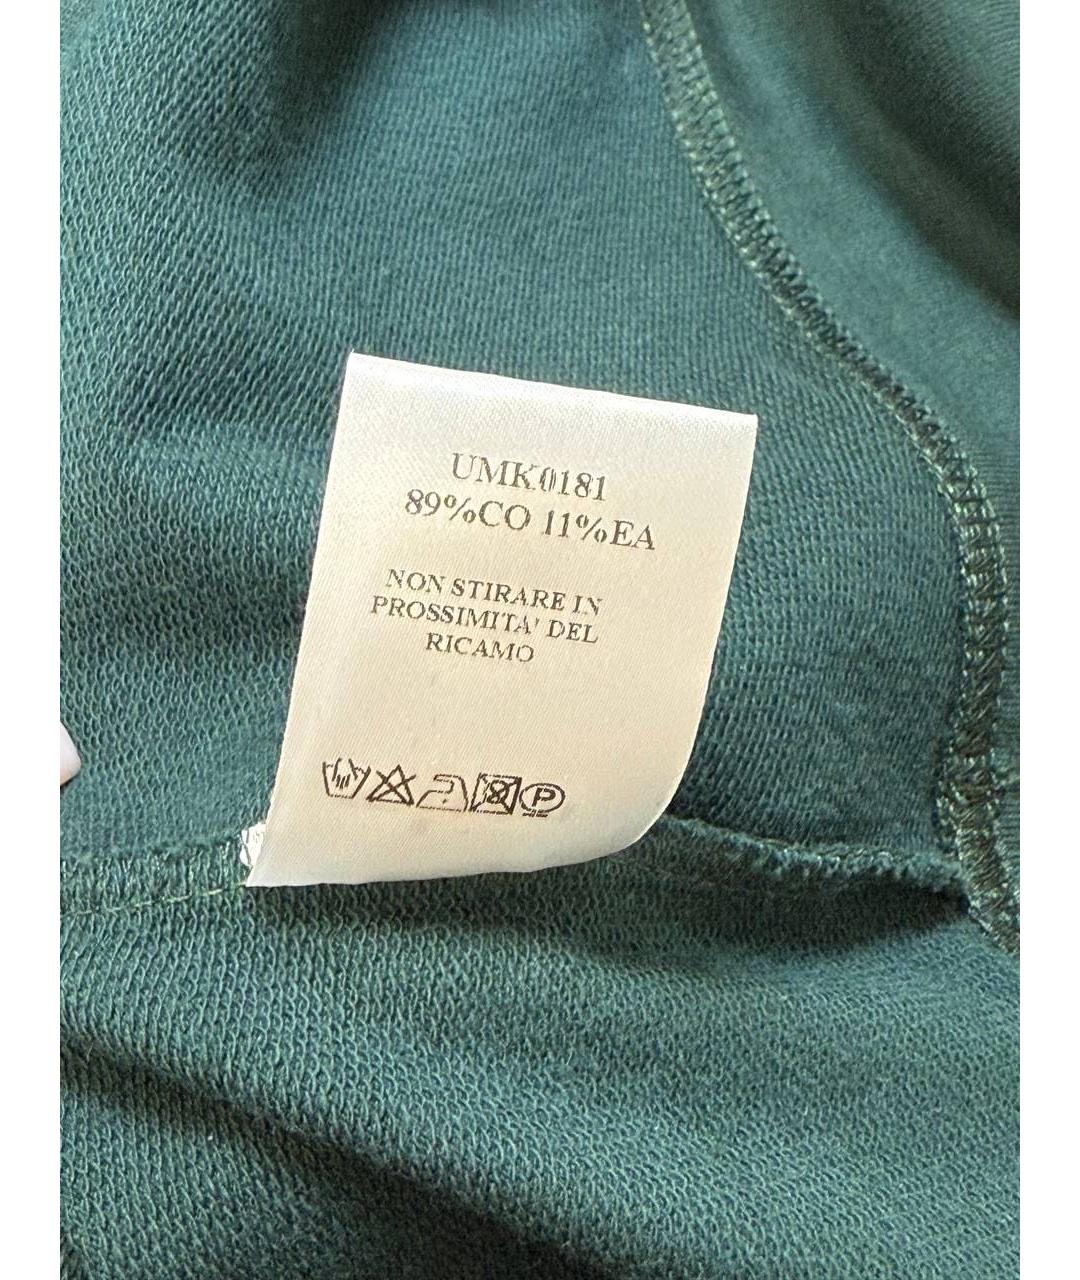 UMK0181
89%CO 11%EA
NON STIRARE IN
PROSSIMITA' DEL
RICAMO
P